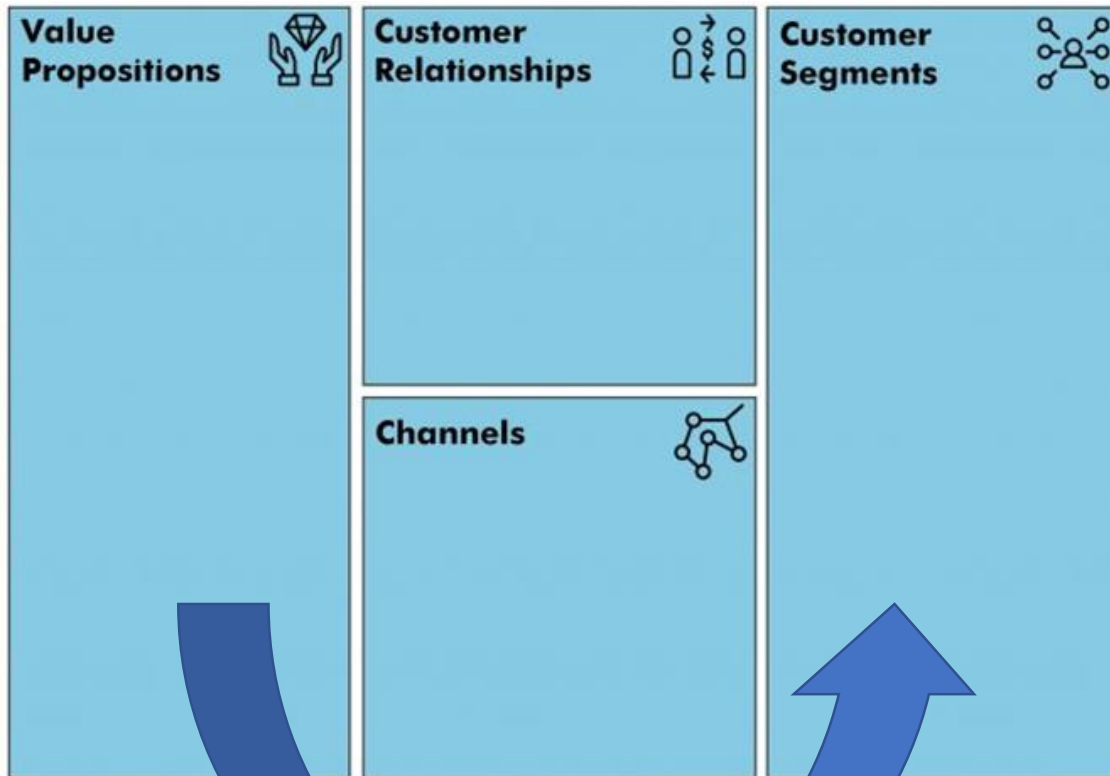 Value
Propositions
Customer
Relationships
$
Customer
Segments
Channels